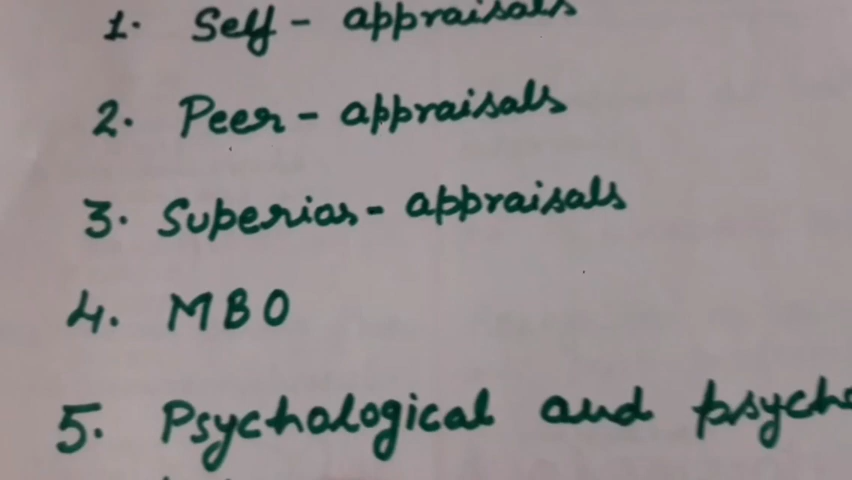 1. Self - appraisals
2. Peer - appraisals
3. Superior - appraisals
4. MBO
5. Psychological and